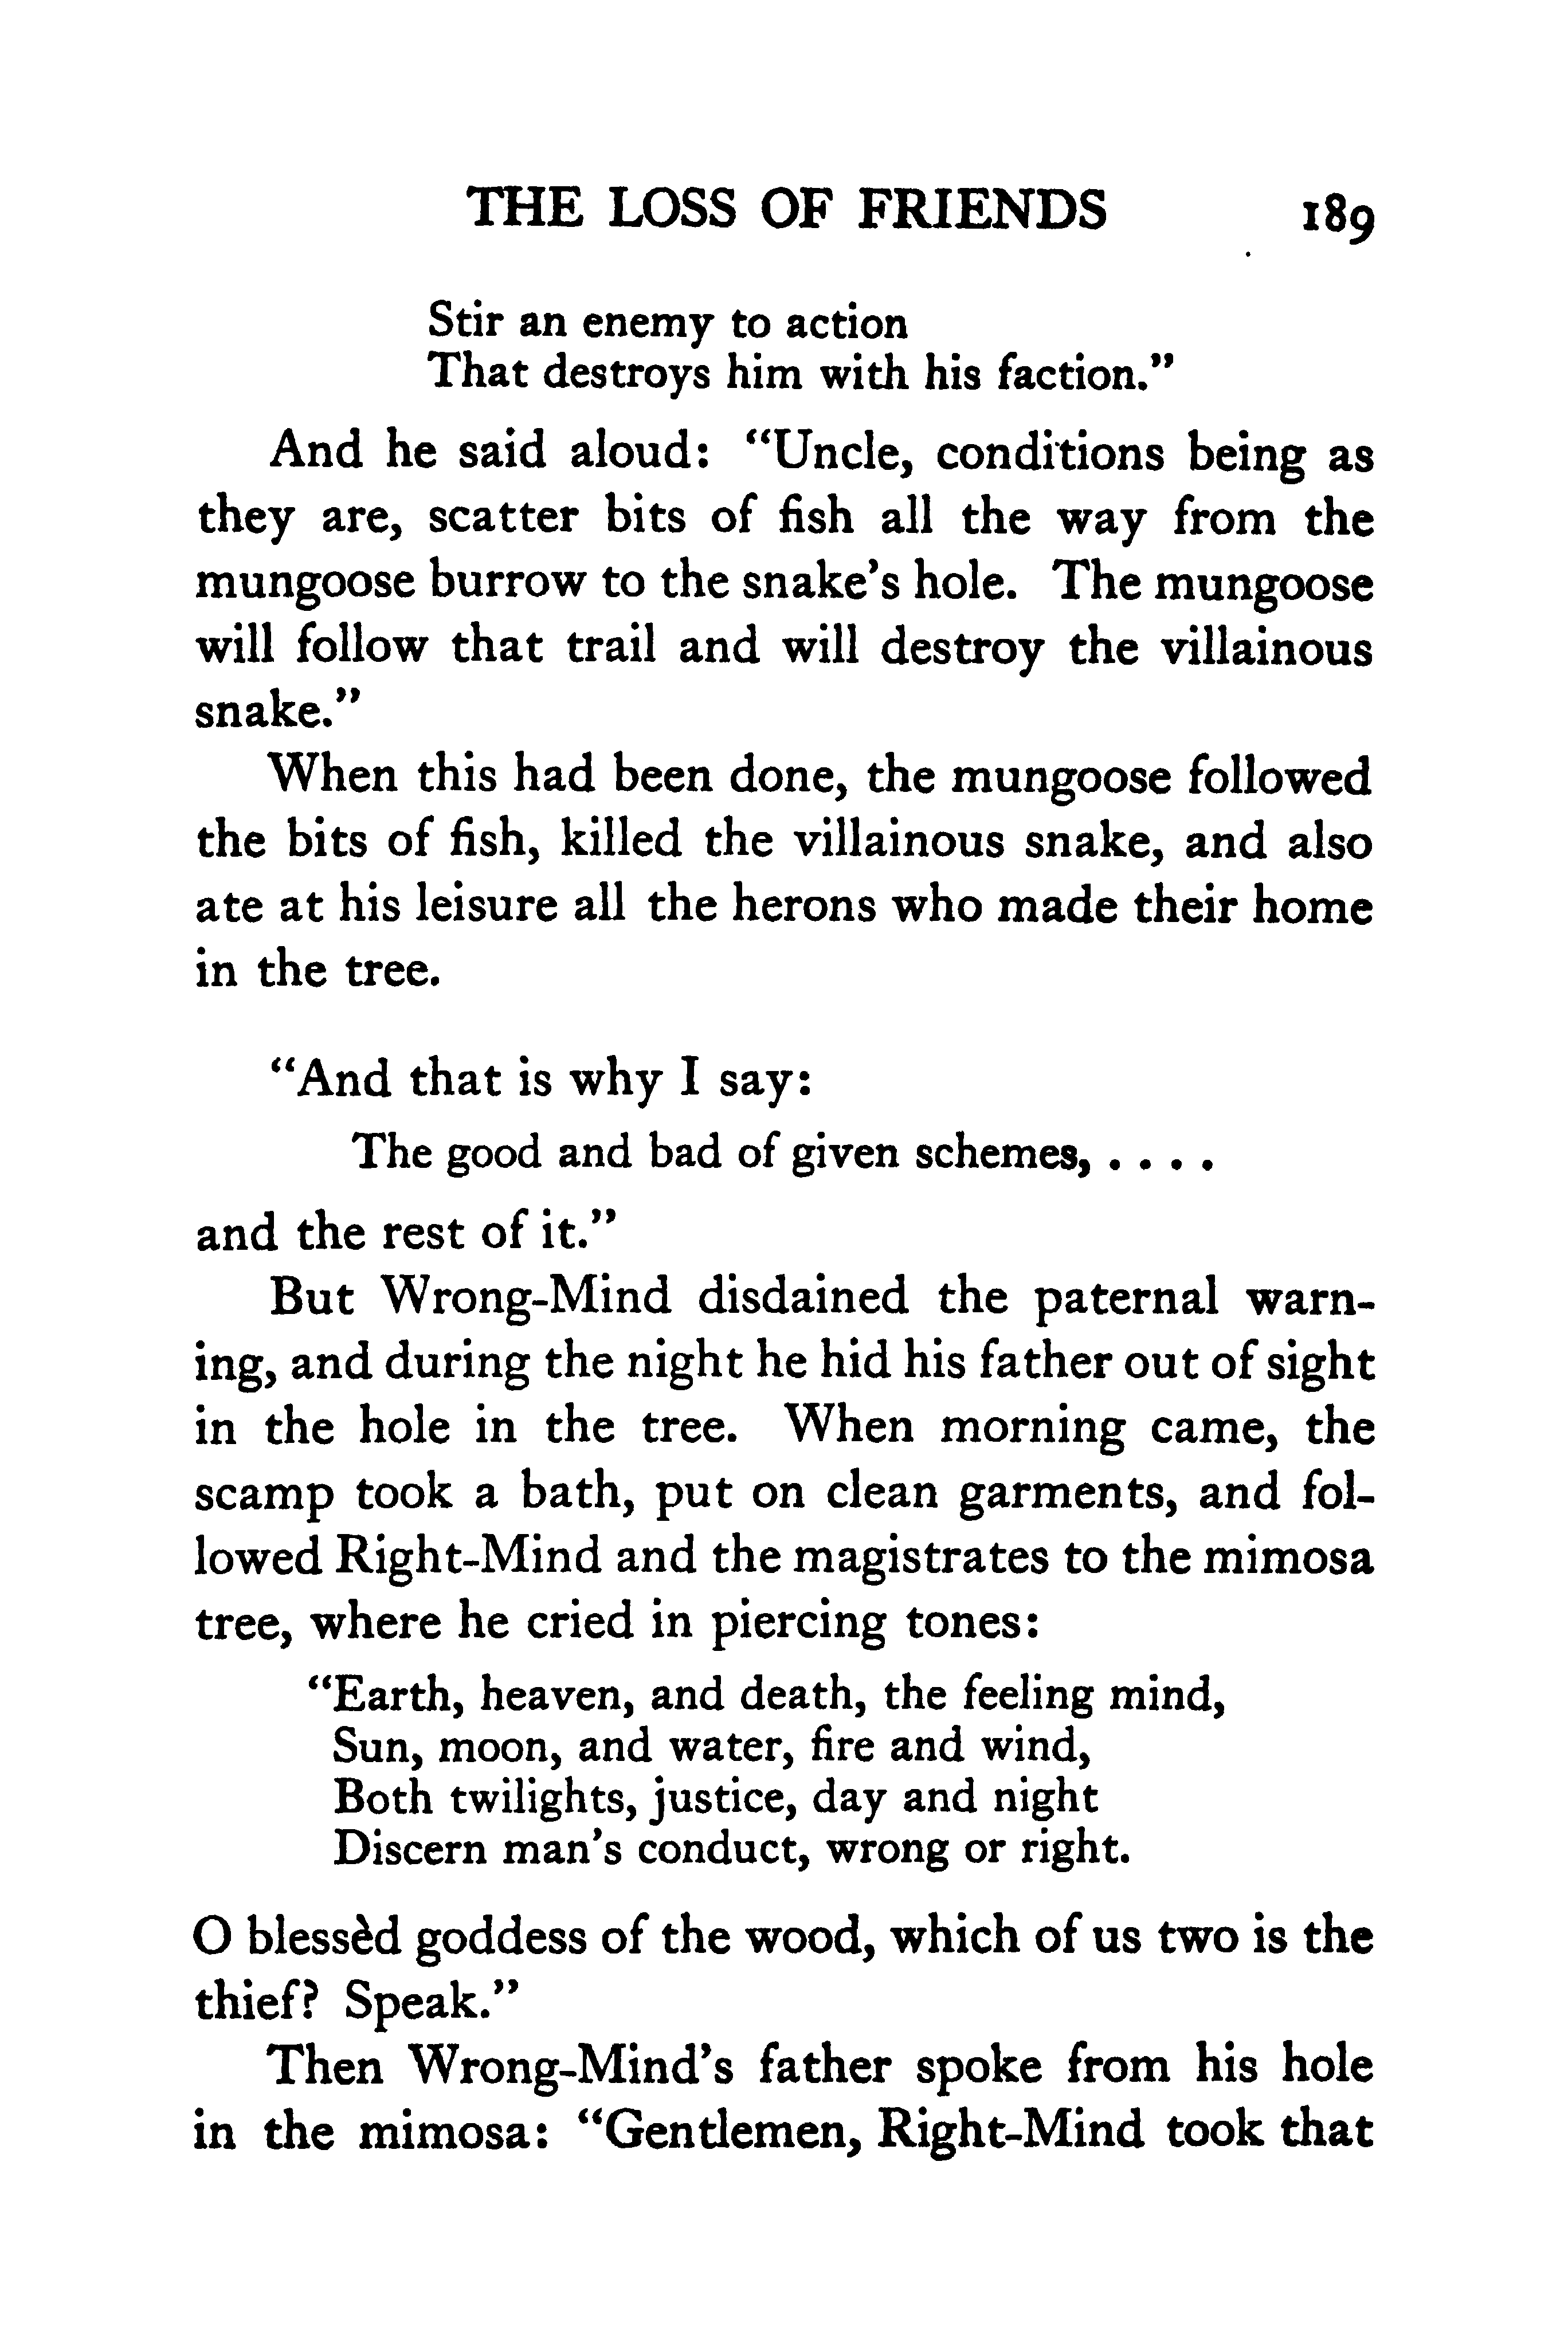 THE LOSS OF FRIENDS 189
Stir an enemy to action
That destroys him with his faction.”
And he said aloud: “Uncle, conditions being as
they are, scatter bits of fish all the way from the
mungoose burrow to the snake’s hole. The mungoose
will follow that trail and will destroy the villainous
snake.”
When this had been done, the mungoose followed
the bits of fish, killed the villainous snake, and also
ate at his leisure all the herons who made their home
in the tree.
“And that is why I say:
The good and bad of given schemes, . . . .
and the rest of it.”
But Wrong-Mind disdained the paternal warn-
ing, and during the night he hid his father out of sight
in the hole in the tree. When morning came, the
scamp took a bath, put on clean garments, and fol-
lowed Right-Mind and the magistrates to the mimosa
tree, where he cried in piercing tones:
“Earth, heaven, and death, the feeling mind,
Sun, moon, and water, fire and wind,
Both twilights, justice, day and night
Discern man’s conduct, wrong or right.
O blessèd goddess of the wood, which of us two is the
thief? Speak.”
Then Wrong-Mind’s father spoke from his hole
in the mimosa: “Gentlemen, Right-Mind took that